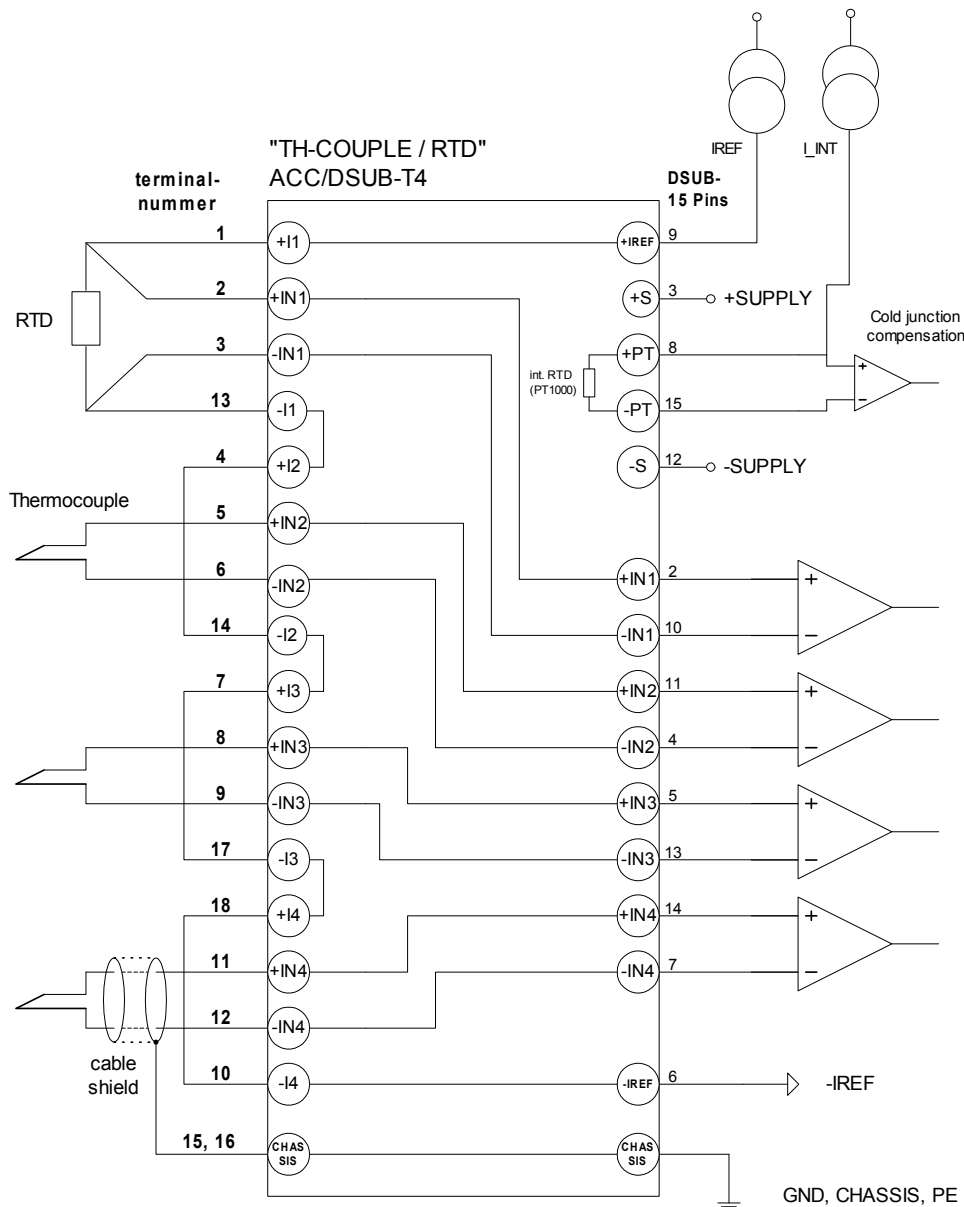 IREF
I_INT
"TH-COUPLE / RTD"
ACC/DSUB-T4
terminal-
nummer
DSUB-
15 Pins
1
+I1
+IREF
9
2
+IN1
+S
3
+SUPPLY
RTD
3
-IN1
int. RTD
(PT1000)
+PT
8
Cold junction
compensation
+
−
13
-I1
-PT
15
4
+I2
-S
12
-SUPPLY
Thermocouple
5
+IN2
6
-IN2
+IN1
2
+
14
-I2
-IN1
10
−
7
+I3
+IN2
11
+
8
+IN3
-IN2
4
−
9
-IN3
+IN3
5
+
17
-I3
-IN3
13
−
18
+I4
+IN4
14
+
11
+IN4
-IN4
7
−
12
-IN4
cable
shield
10
-I4
-IREF
6
-IREF
15, 16
CHAS
SIS
CHAS
SIS
GND, CHASSIS, PE